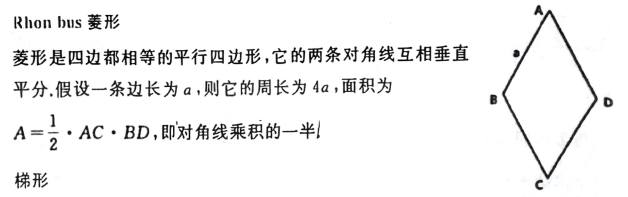 Rhon bus 菱形
菱形是四边都相等的平行四边形,它的两条对角线互相垂直
平分.假设一条边长为 a,则它的周长为 4a,面积为
A=1/2·AC·BD,即对角线乘积的一半
梯形
A
a
B
D
C